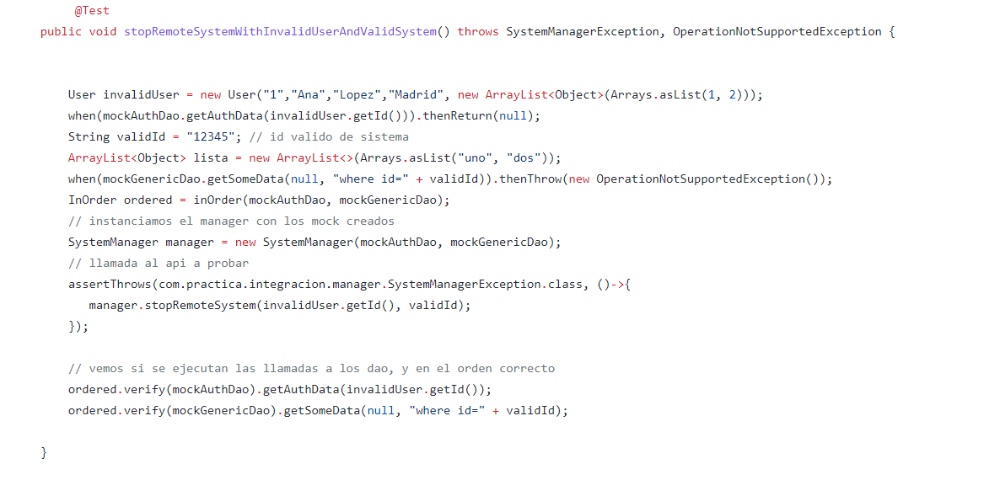 @Test
public void stopRemoteSystemWithInvalidUserAndValidSystem() throws SystemManagerException, OperationNotSupportedException {
User invalidUser = new User("1","Ana","Lopez","Madrid", new ArrayList<Object>(Arrays.asList(1, 2)));
when(mockAuthDao.getAuthData(invalidUser.getId())).thenReturn(null);
String validId = "12345"; // id valido de sistema
ArrayList<Object> lista = new ArrayList<>(Arrays.asList("uno", "dos"));
when(mockGenericDao.getSomeData(null, "where id=" + validId)).thenThrow(new OperationNotSupportedException());
InOrder ordered = inOrder(mockAuthDao, mockGenericDao);
// instanciamos el manager con los mock creados
SystemManager manager = new SystemManager(mockAuthDao, mockGenericDao);
// llamada al api a probar
assertThrows(com.practica.integracion.manager.SystemManagerException.class, ()->{
manager.stopRemoteSystem(invalidUser.getId(), validId);
});
// vemos si se ejecutan las llamadas a los dao, y en el orden correcto
ordered.verify(mockAuthDao).getAuthData(invalidUser.getId());
ordered.verify(mockGenericDao).getSomeData(null, "where id=" + validId);
}